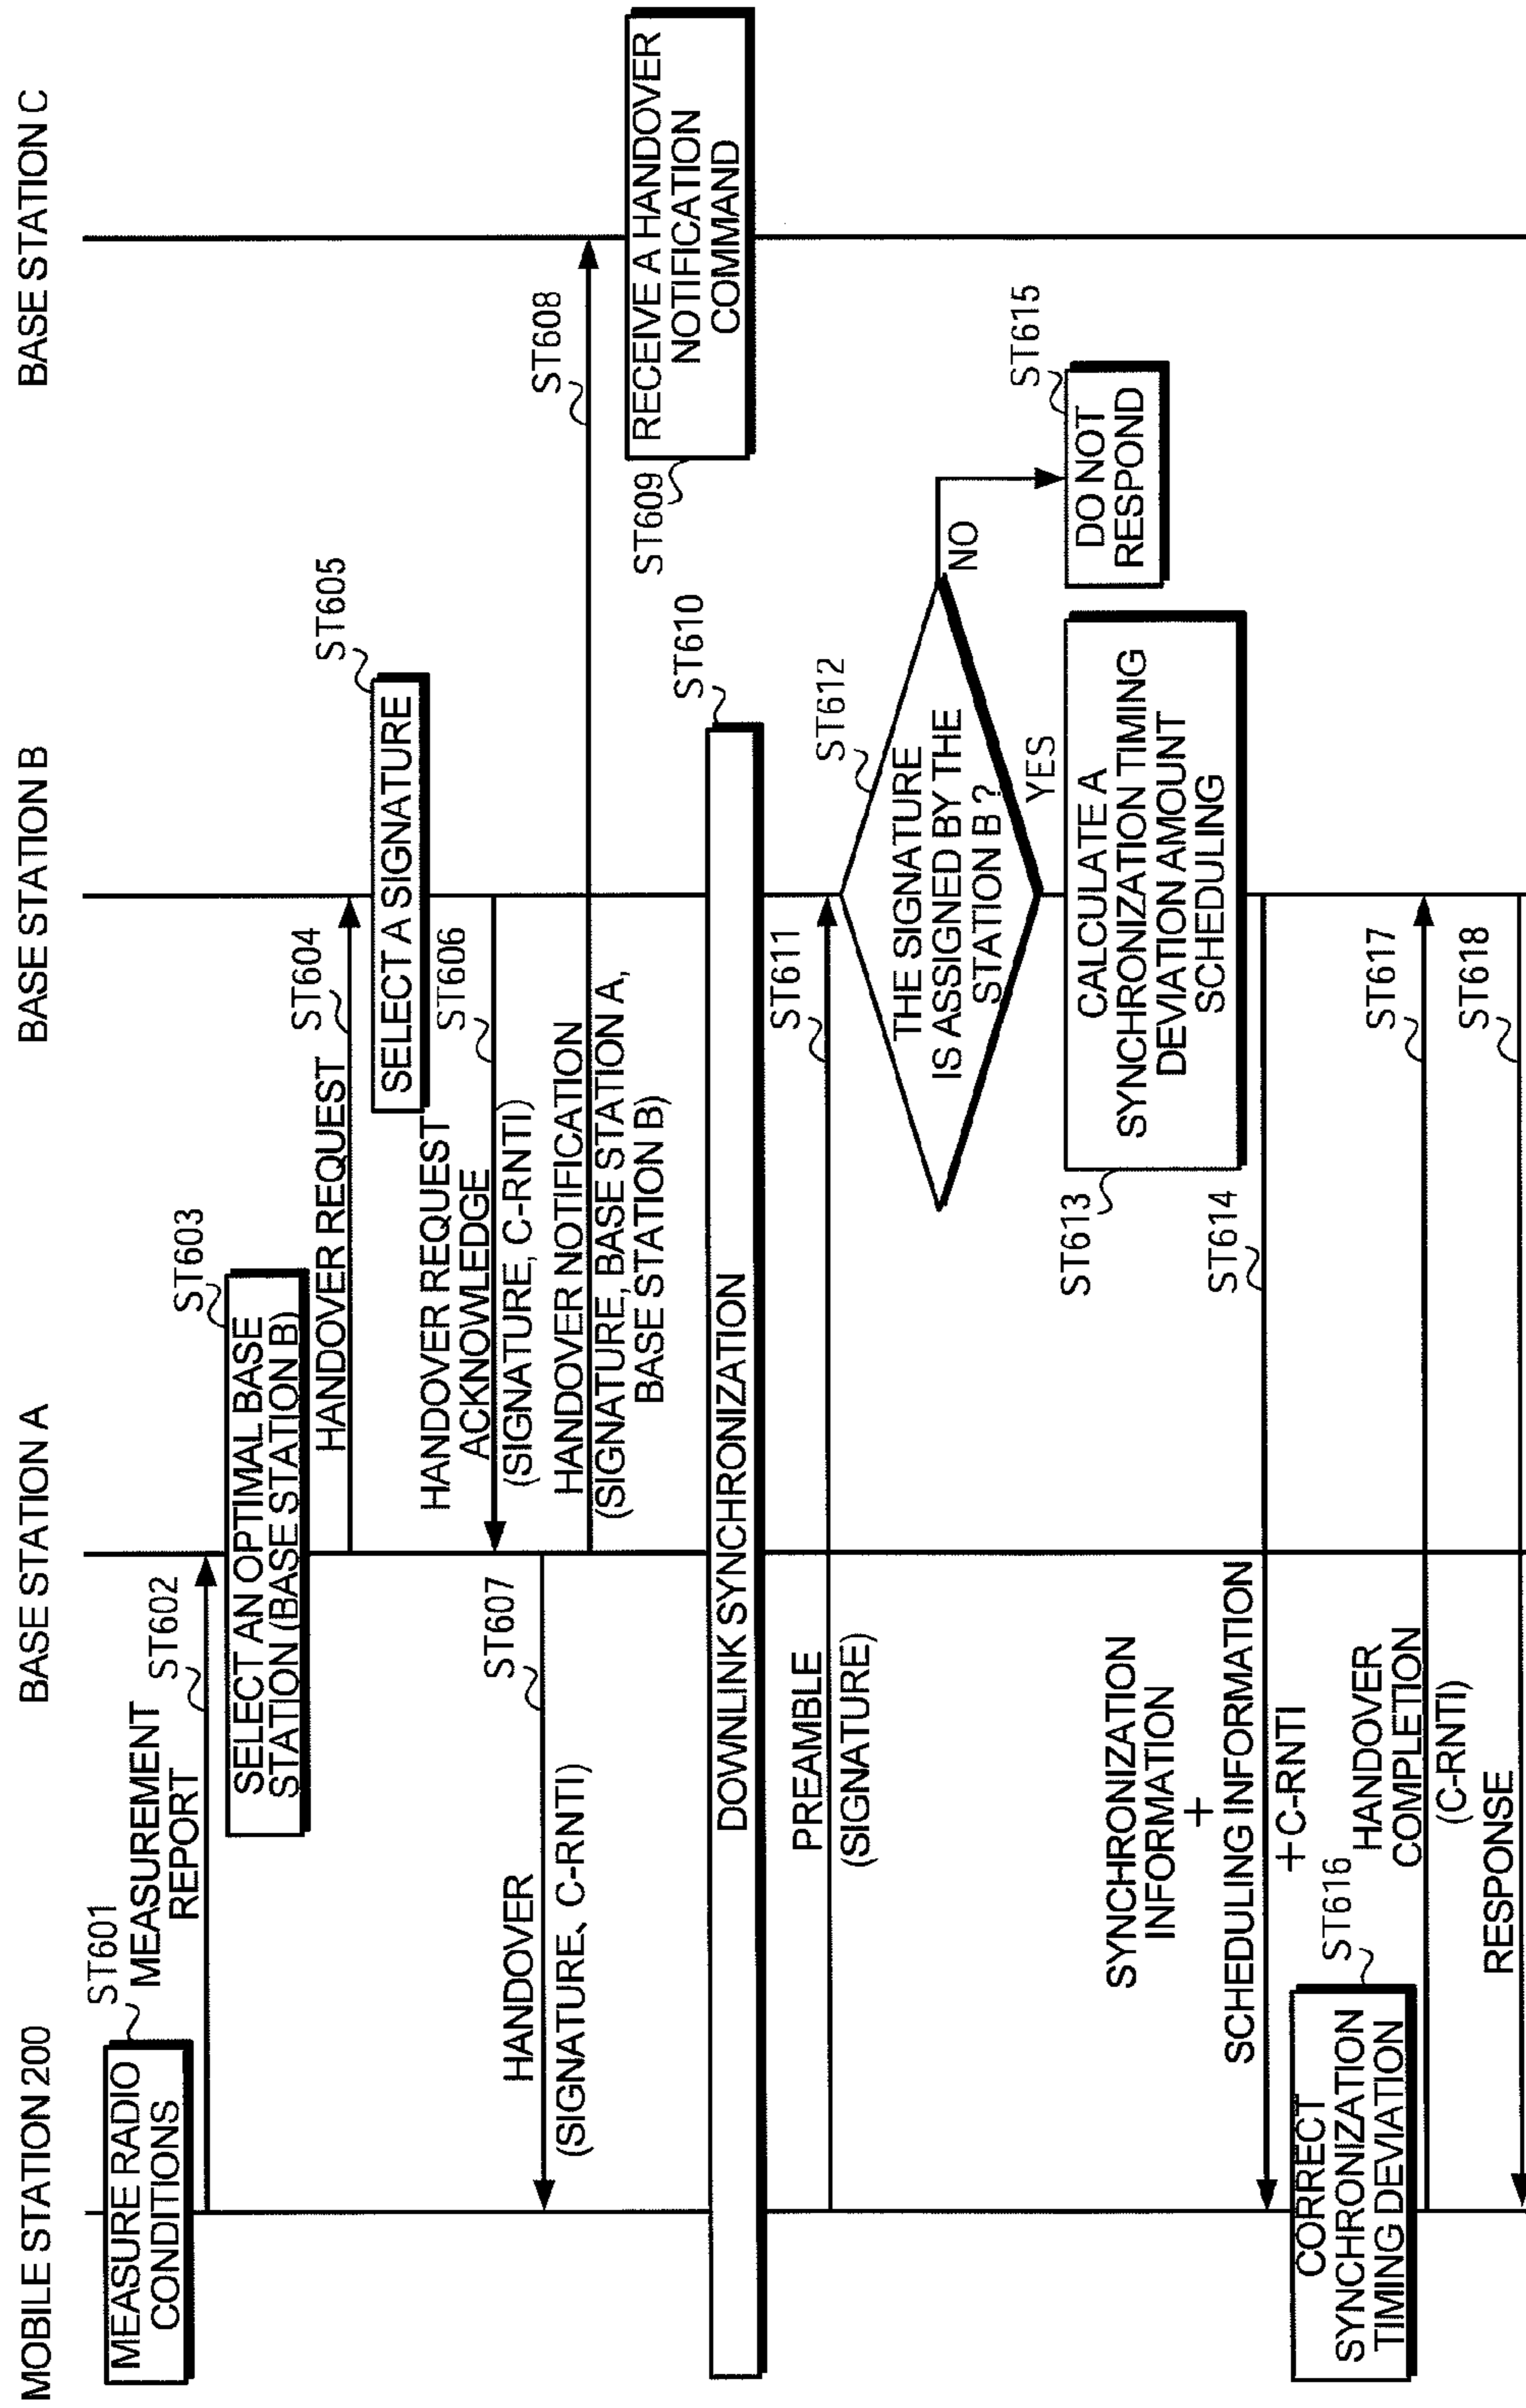 MOBILE STATION 200
BASE STATION A
BASE STATION B
BASE STATION C
MEASURE RADIO
CONDITIONS
ST601
MEASUREMENT
REPORT
ST602
SELECT AN OPTIMAL BASE
STATION (BASE STATION B)
ST603
HANDOVER REQUEST
ST604
SELECT A SIGNATURE
ST605
HANDOVER REQUEST
ACKNOWLEDGE
(SIGNATURE, C-RNTI)
ST606
HANDOVER
(SIGNATURE、C-RNTI)
ST607
HANDOVER NOTIFICATION
(SIGNATURE, BASE STATION A,
BASE STATION B)
ST608
RECEIVE A HANDOVER
NOTIFICATION
COMMAND
ST609
DOWNLINK SYNCHRONIZATION
ST610
PREAMBLE
(SIGNATURE)
ST611
THE SIGNATURE
IS ASSIGNED BY THE
STATION B ?
ST612
NO
YES
DO NOT
RESPOND
ST615
CALCULATE A
SYNCHRONIZATION TIMING
DEVIATION AMOUNT
SCHEDULING
ST613
SYNCHRONIZATION
INFORMATION
+
SCHEDULING INFORMATION
+C-RNTI
ST614
CORRECT
SYNCHRONIZATION
TIMING DEVIATION
ST616
HANDOVER
COMPLETION
(C-RNTI)
ST617
RESPONSE
ST618